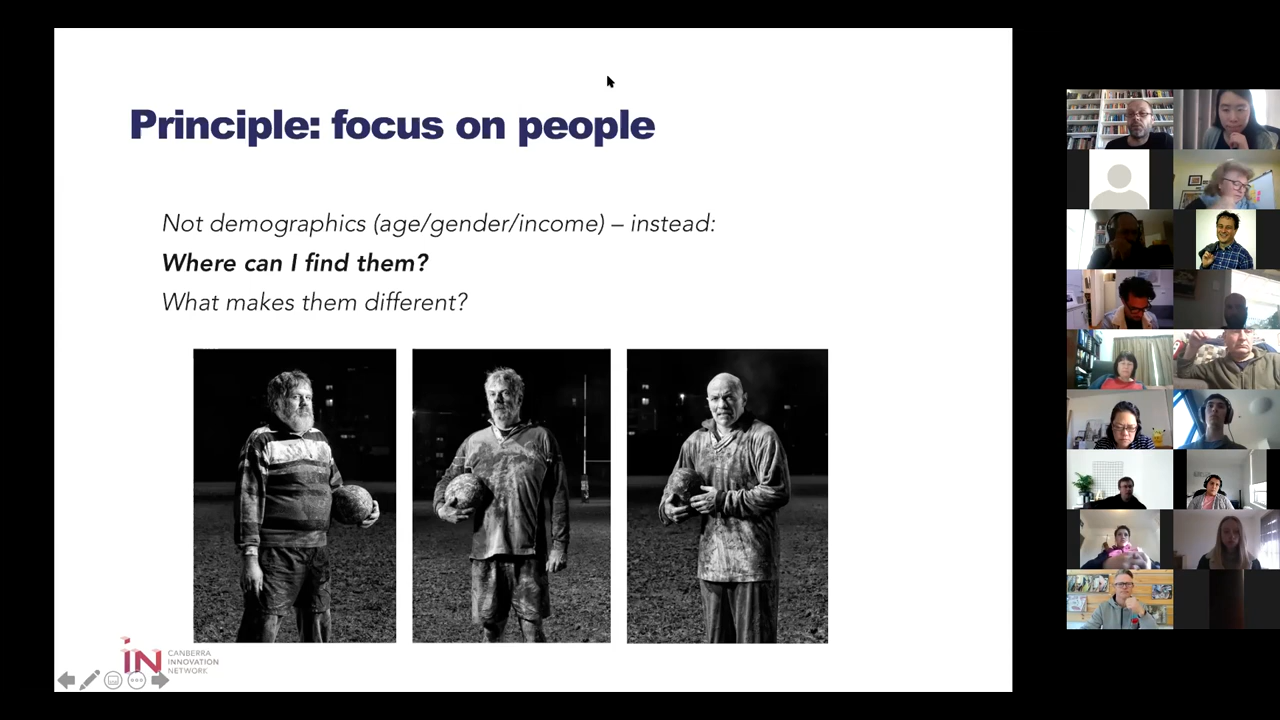 Principle: focus on people
Not demographics (age/gender/income) – instead:
Where can I find them?
What makes them different?
iN
CANBERRA
INNOVATION
NETWORK